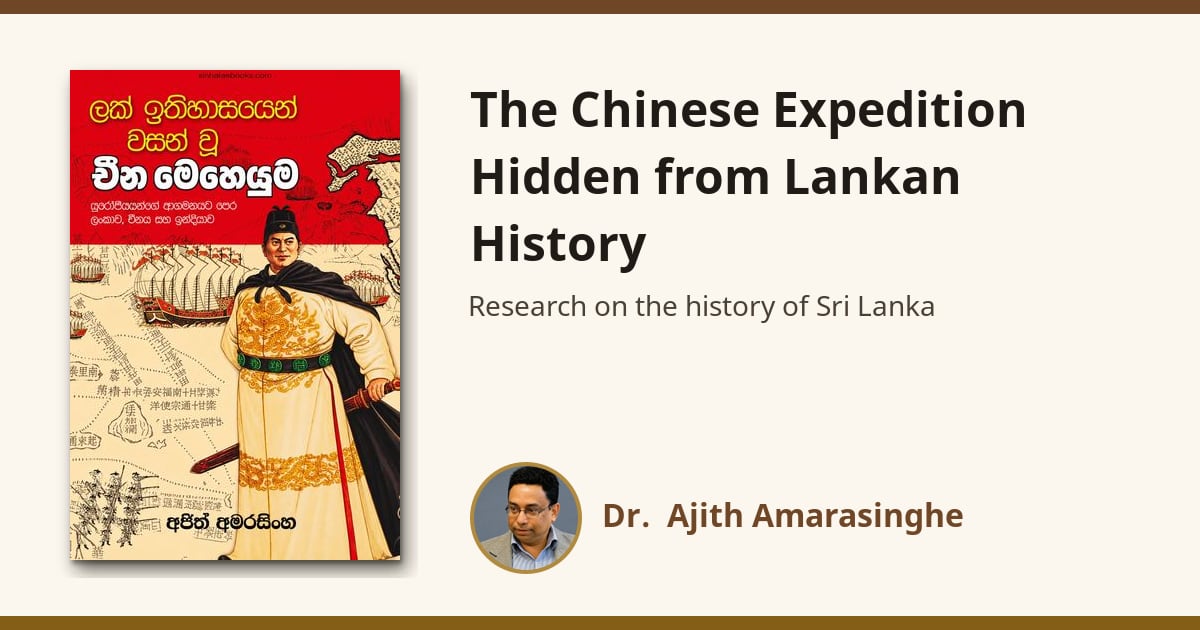 sinhalesbooks.com
ලක් ඉතිහාසයෙන්
වසන් වූ
චීන මෙහෙයුම
යුරෝපීයයන්ගේ ආගමනයට පෙර
ලංකාව, චීනය සහ ඉන්දියාව
අජිත් අමරසිංහ
The Chinese Expedition
Hidden from Lankan
History
Research on the history of Sri Lanka
Dr. Ajith Amarasinghe